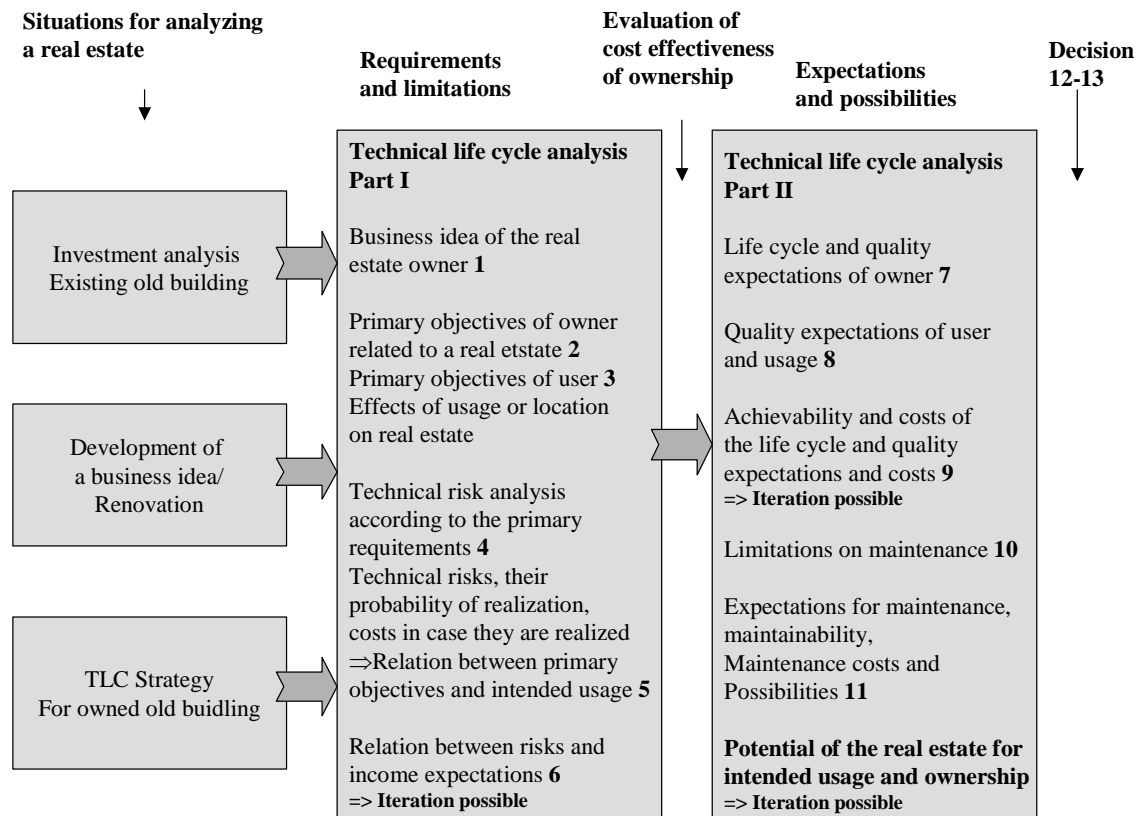 Situations for analyzing
a real estate
Requirements
and limitations
Evaluation of
cost effectiveness
of ownership
Expectations
and possibilities
Decision
12-13
Investment analysis
Existing old building
Development of
a business idea/
Renovation
TLC Strategy
For owned old buidling
Technical life cycle analysis
Part I
Business idea of the real
estate owner 1
Primary objectives of owner
related to a real etstate 2
Primary objectives of user 3
Effects of usage or location
on real estate
Technical risk analysis
according to the primary
requitements 4
Technical risks, their
probability of realization,
costs in case they are realized
⇒Relation between primary
objectives and intended usage 5
Relation between risks and
income expectations 6
=> Iteration possible
Technical life cycle analysis
Part II
Life cycle and quality
expectations of owner 7
Quality expectations of user
and usage 8
Achievability and costs of
the life cycle and quality
expectations and costs 9
=> Iteration possible
Limitations on maintenance 10
Expectations for maintenance,
maintainability,
Maintenance costs and
Possibilities 11
Potential of the real estate for
intended usage and ownership
=> Iteration possible